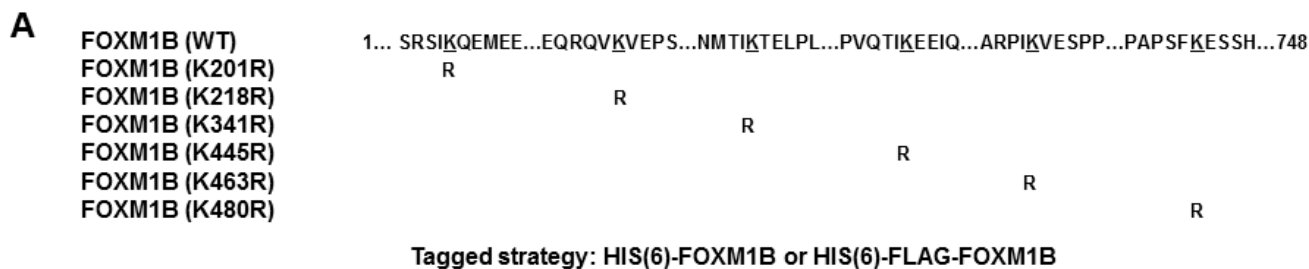 A
FOXM1B (WT) 1... SRSIKQEMEE...EQRQVKVEPS...NMTIKTELPL...PVQTIKEEIQ...ARPIKVESPP...PAPSFKESSH...748
FOXM1B (K201R) R
FOXM1B (K218R) R
FOXM1B (K341R) R
FOXM1B (K445R) R
FOXM1B (K463R) R
FOXM1B (K480R) R
Tagged strategy: HIS(6)-FOXM1B or HIS(6)-FLAG-FOXM1B